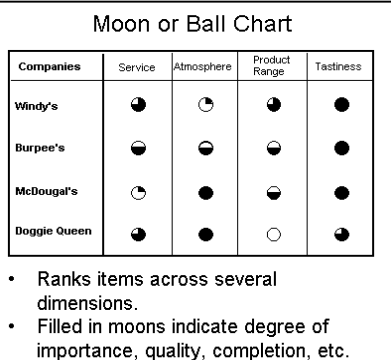 Moon or Ball Chart
Companies Service Atmosphere Product Range Tastiness
Windy's
Burpee's
McDougal's
Doggie Queen
• Ranks items across several
dimensions.
• Filled in moons indicate degree of
importance, quality, completion, etc.